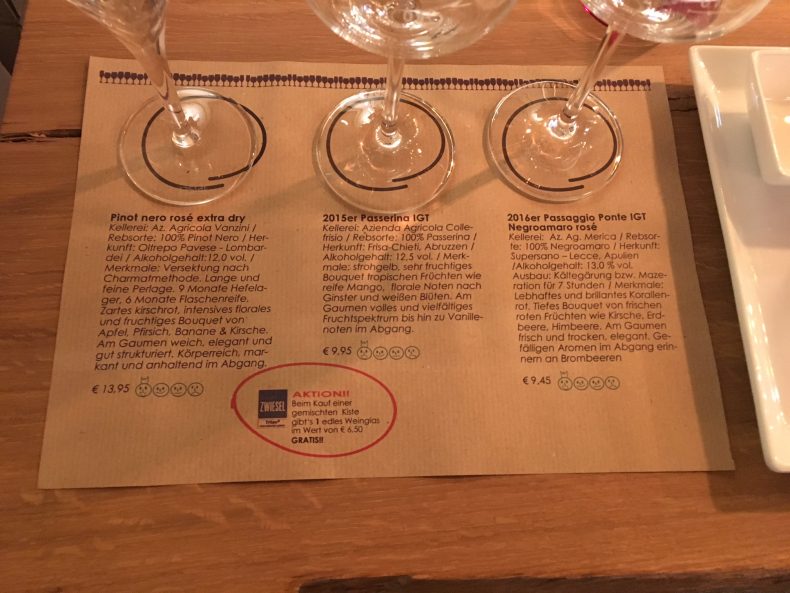 Pinot nero rosé extra dry
Kellerei: Az. Agricola Vanzini /
Rebsorte: 100% Pinot Nero / Her-
kunft: Oltrepo Pavese - Lombar-
dei / Alkoholgehalt:12,0 vol. /
Merkmale: Versektung nach
Charmatmethode. Lange und
feine Perlage. 9 Monate Hefela-
ger, 6 Monate Flaschenreife.
Zartes kirschrot, intensives florales
und fruchtiges Bouquet von
Apfel, Pfirsich, Banane & Kirsche.
Am Gaumen weich, elegant und
gut strukturiert. Körperreich, mar-
kant und anhaltend im Abgang.
€ 13,95
2015er Passerina IGT
Kellerei: Azienda Agricola Colle-
frisio / Rebsorte: 100% Passerina /
Herkunft: Frisa-Chieti, Abruzzen /
Alkoholgehalt: 12,5 vol. / Merk-
male: strohgelb, sehr fruchtiges
Bouquet tropischen Früchten wie
reife Mango, florale Noten nach
Ginster und weißen Blüten. Am
Gaumen volles und vielfältiges
Fruchtspektrum bis hin zu Vanille-
noten im Abgang.
€ 9,95
2016er Passaggio Ponte IGT
Negroamaro rosé
Kellerei: Az. Ag. Merica / Rebsor-
te: 100% Negroamaro / Herkunft:
Supersano – Lecce, Apulien
/Alkoholgehalt: 13,0 % vol.
Ausbau: Kältegärung bzw. Maze-
ration für 7 Stunden / Merkmale:
Lebhaftes und brillantes Korallen-
rot. Tiefes Bouquet von frischen
roten Früchten wie Kirsche, Erd-
beere, Himbeere. Am Gaumen
frisch und trocken, elegant. Ge-
fälligen Aromen im Abgang erin-
nern an Brombeeren
€ 9,45
ZWIESEL
Tritan®
AKTION!!
Beim Kauf einer
gemischten Kiste
gibt's 1 edles Weinglas
im Wert von € 6,50
GRATIS!!